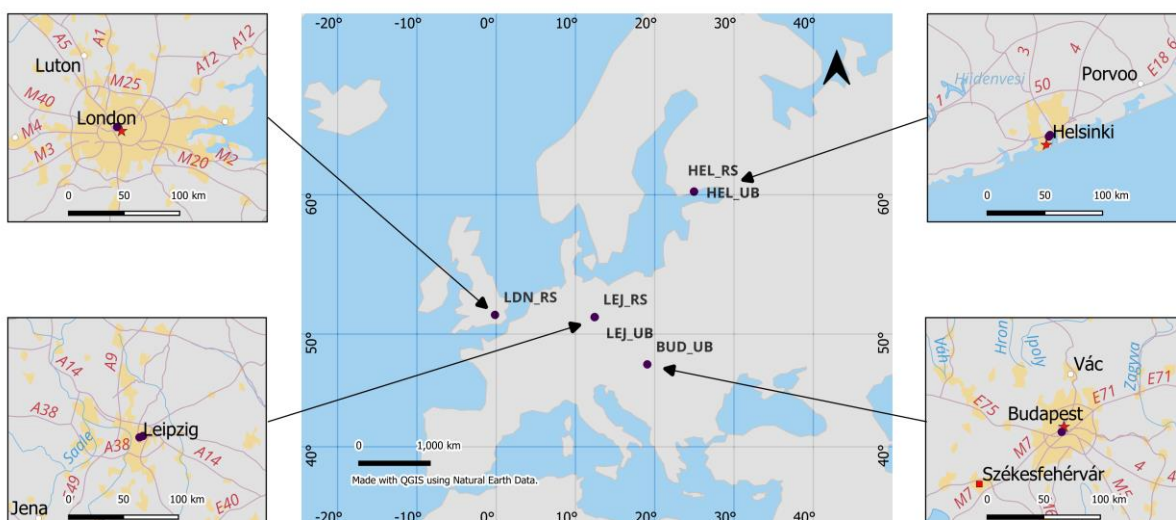 A5
A1
A12
A12
Luton
M25
M40
London
M4
M3
M20
M2
0 50 100 km
-20° -10° 0° 10° 20° 30° 40°
HEL_RS
HEL_UB
60°
60°
LDN_RS
LEJ_RS
LEJ_UB
50°
50°
BUD_UB
40°
40°
0 1,000 km
Made with QGIS using Natural Earth Data.
-20° -10° 0° 10° 20° 30° 40°
3
4
E18
6
Hiidenvesi
Porvoo
1
50
Helsinki
0 50 100 km
A9
A14
A38
Leipzig
Saale
A38
A14
0 50 100 km
E49
E40
Jena
Váh
Hron
Ipoly
Zagyva
Vác
E71
E71
E75
Budapest
M7
Székesfehérvár
4
M5
M7
0 50 100 km